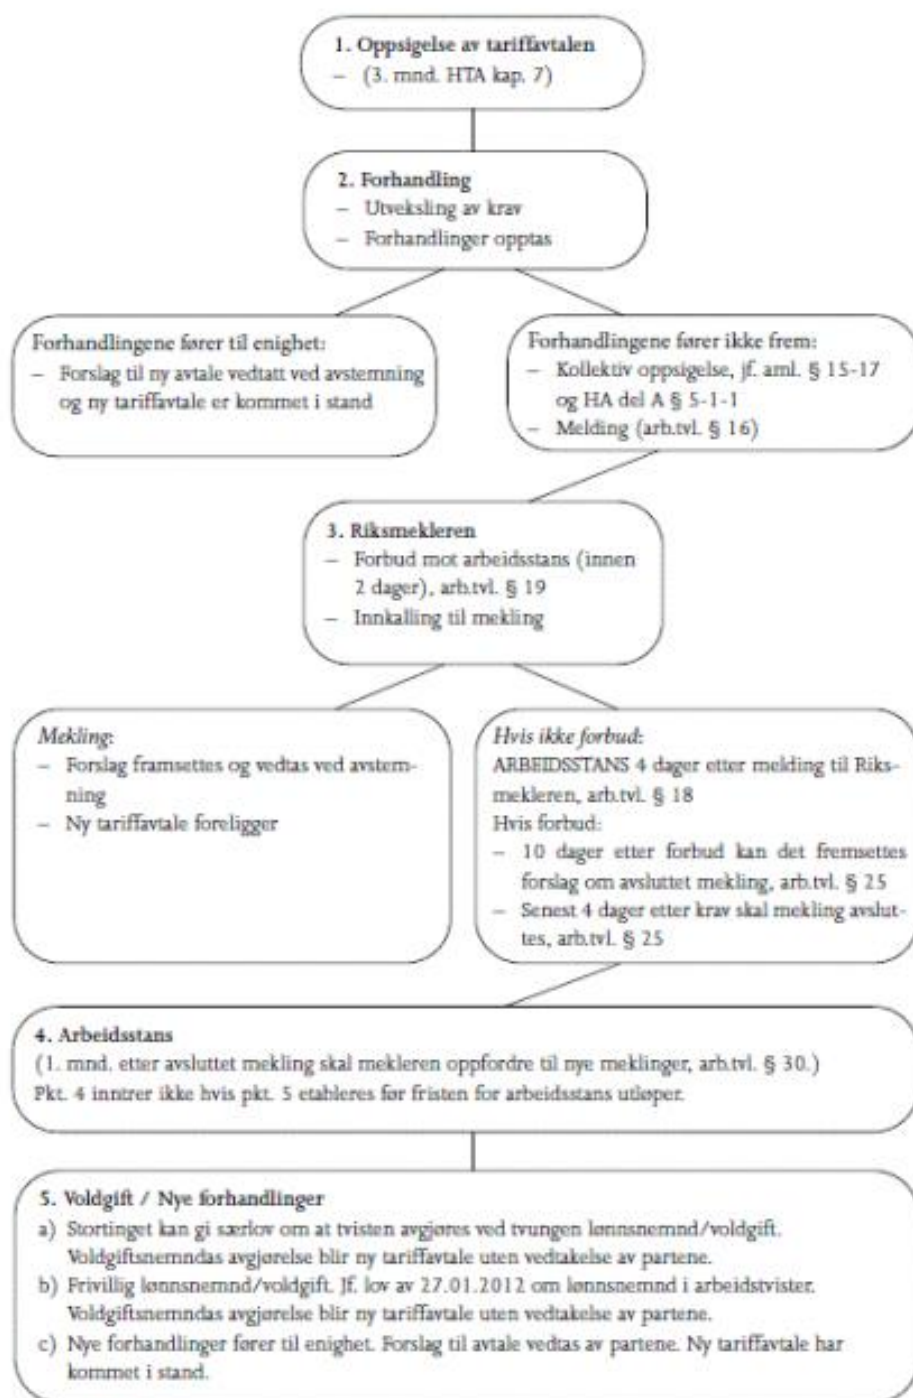 1. Oppsigelse av tariffavtalen
– (3. mnd. HTA kap. 7)
2. Forhandling
– Utveksling av krav
– Forhandlinger opptas
Forhandlingene fører til enighet:
– Forslag til ny avtale vedtatt ved avstemning
og ny tariffavtale er kommet i stand
Forhandlingene fører ikke frem:
– Kollektiv oppsigelse, jf. aml. § 15-17
og HA del A § 5-1-1
– Melding (arb.tvl. § 16)
3. Riksmekleren
– Forbud mot arbeidsstans (innen
2 dager), arb.tvl. § 19
– Innkalling til mekling
Mekling:
– Forslag framsettes og vedtas ved avstem-
ning
– Ny tariffavtale foreligger
Hvis ikke forbud:
ARBEIDSSTANS 4 dager etter melding til Riks-
mekleren, arb.tvl. § 18
Hvis forbud:
– 10 dager etter forbud kan det fremsettes
forslag om avsluttet mekling, arb.tvl. § 25
– Senest 4 dager etter krav skal mekling avslut-
tes, arb.tvl. § 25
4. Arbeidsstans
(1. mnd. etter avsluttet mekling skal mekleren oppfordre til nye meklinger, arb.tvl. § 30.)
Pkt. 4 inntrer ikke hvis pkt. 5 etableres før fristen for arbeidsstans utløper.
5. Voldgift / Nye forhandlinger
a) Stortinget kan gi særlov om at tvisten avgjøres ved tvungen lønnsnemnd/voldgift.
Voldgiftsnemndas avgjørelse blir ny tariffavtale uten vedtakelse av partene.
b) Frivillig lønnsnemnd/voldgift. Jf. lov av 27.01.2012 om lønnsnemnd i arbeidstvister.
Voldgiftsnemndas avgjørelse blir ny tariffavtale uten vedtakelse av partene.
c) Nye forhandlinger fører til enighet. Forslag til avtale vedtas av partene. Ny tariffavtale har
kommet i stand.